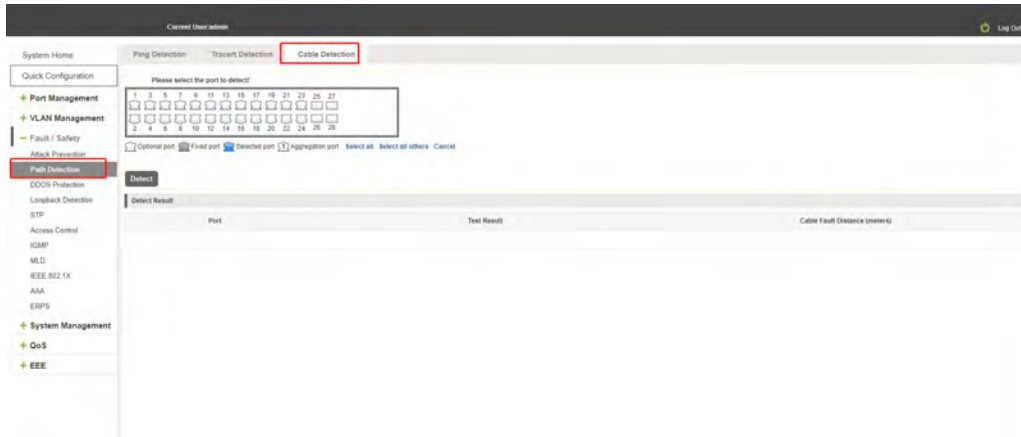 Current User:admin
Log Out
System Home
Quick Configuration
Port Management
VLAN Management
Fault / Safety
Attack Prevention
Path Detection
DDOS Protection
Loopback Detection
STP
Access Control
IGMP
MLD
IEEE 802.1X
AAA
ERPS
System Management
QoS
EEE
Ping Detection Tracert Detection Cable Detection
Please select the port to detect!
1 3 5 7 9 11 13 15 17 19 21 23 25 27
2 4 6 8 10 12 14 16 18 20 22 24 26 28
Optional port Fixed port Selected port 1 Aggregation port Select all Select all others Cancel
Detect
Detect Result
Port Test Result Cable Fault Distance (meters)